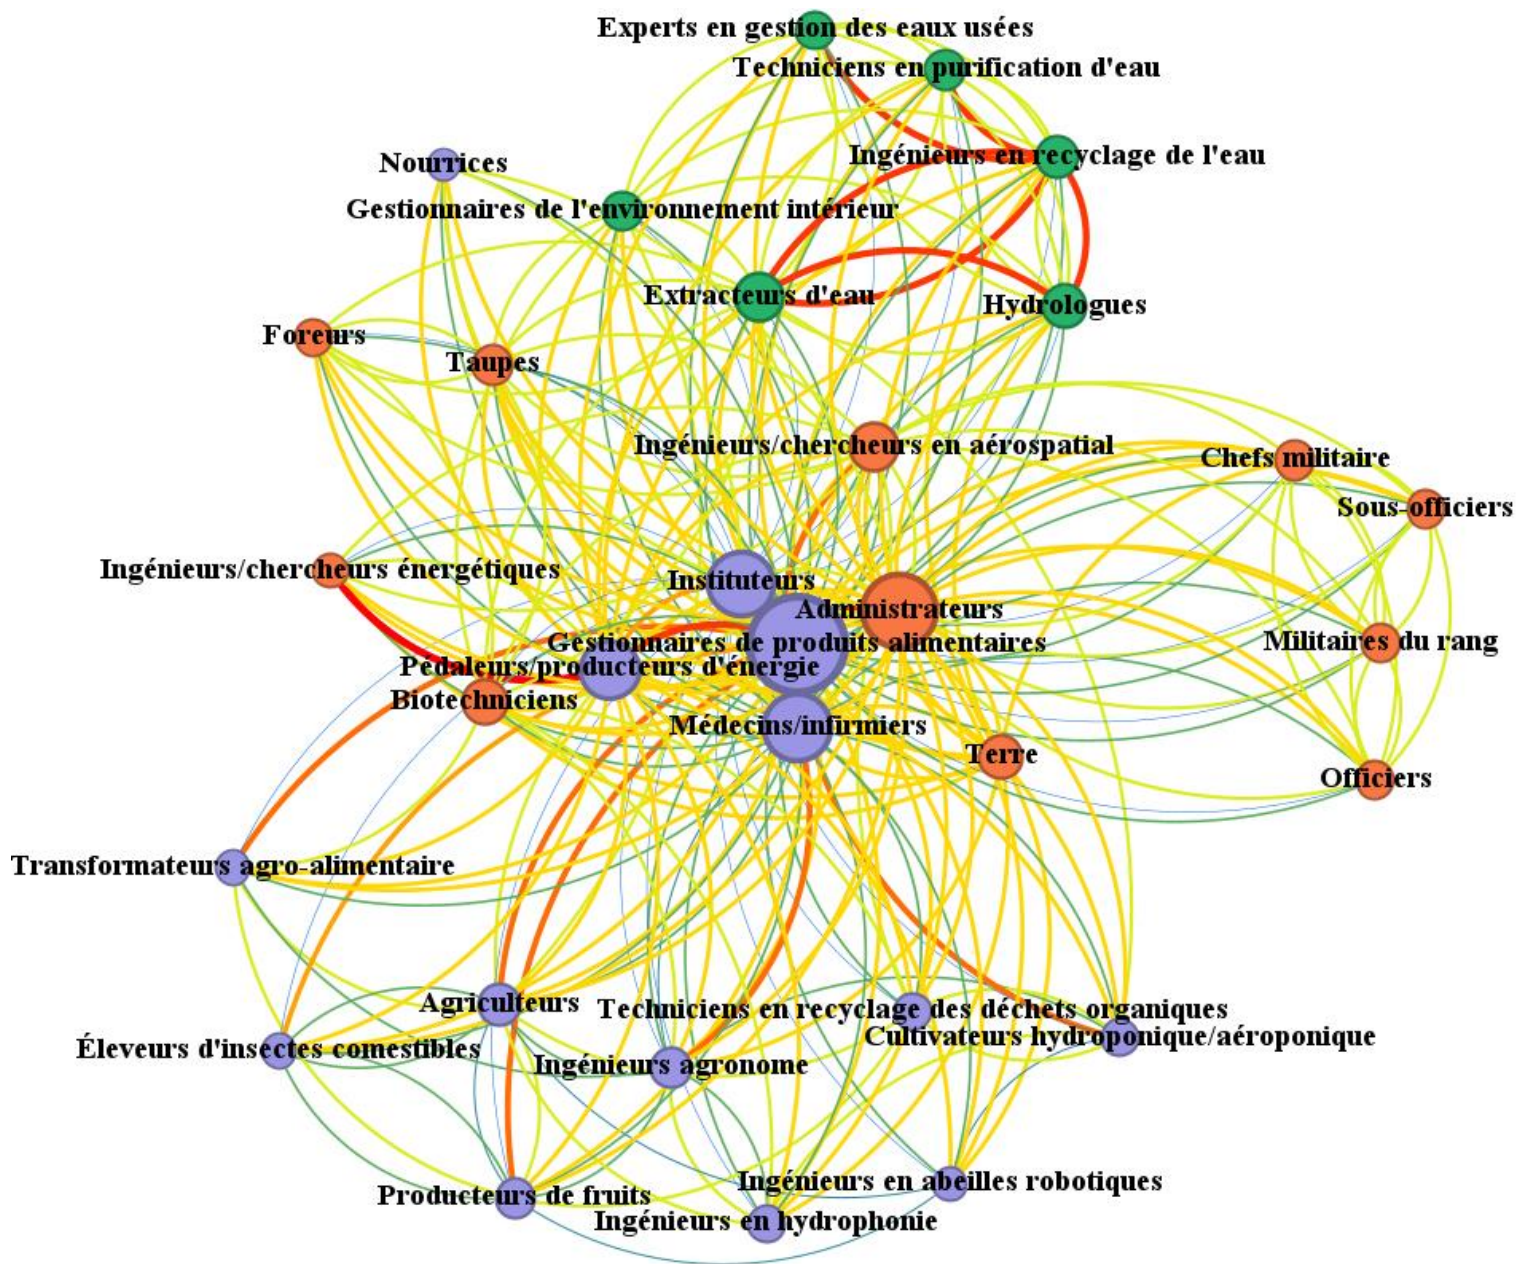 Experts en gestion des eaux usées
Techniciens en purification d'eau
Ingénieurs en recyclage de l'eau
Nourrices
Gestionnaires de l'environnement intérieur
Extracteurs d'eau
Hydrologues
Foreurs
Taupes
Ingénieurs/chercheurs en aérospatial
Chefs militaire
Sous-officiers
Ingénieurs/chercheurs énergétiques
Instituteurs
Administrateurs
Gestionnaires de produits alimentaires
Militaires du rang
Pédaleurs/producteurs d'énergie
Biotechniciens
Médecins/infirmiers
Terre
Officiers
Transformateurs agro-alimentaire
Agriculteurs
Techniciens en recyclage des déchets organiques
Cultivateurs hydroponique/aéroponique
Éleveurs d'insectes comestibles
Ingénieurs agronome
Ingénieurs en abeilles robotiques
Producteurs de fruits
Ingénieurs en hydrophonie